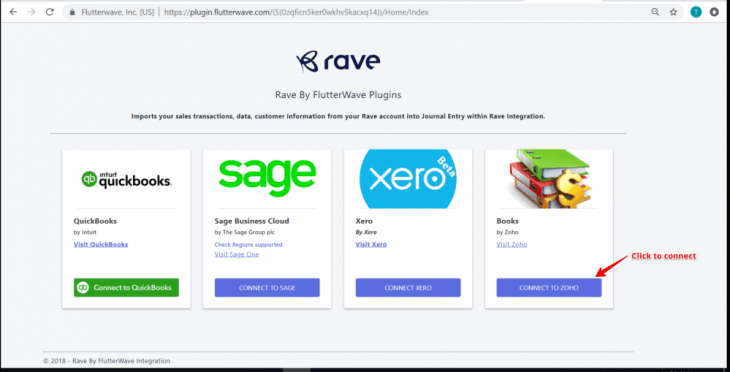 Flutterwave, Inc. [US] | https://plugin.flutterwave.com/(S(0zqficn5ker0wkhv5kacxq14))/Home/Index
T
rave
Rave By FlutterWave Plugins
Imports your sales transactions, data, customer information from your Rave account into Journal Entry within Rave Integration.
intuit
quickbooks.
QuickBooks
by Intuit
Visit QuickBooks
qb Connect to QuickBooks
sage
Sage Business Cloud
by The Sage Group plc
Check Regions supported
Visit Sage One
CONNECT TO SAGE
xero
Beta
Xero
By Xero
Visit Xero
CONNECT XERO
$
Books
by Zoho
Visit Zoho
CONNECT TO ZOHO
Click to connect
© 2018 - Rave By FlutterWave Integration